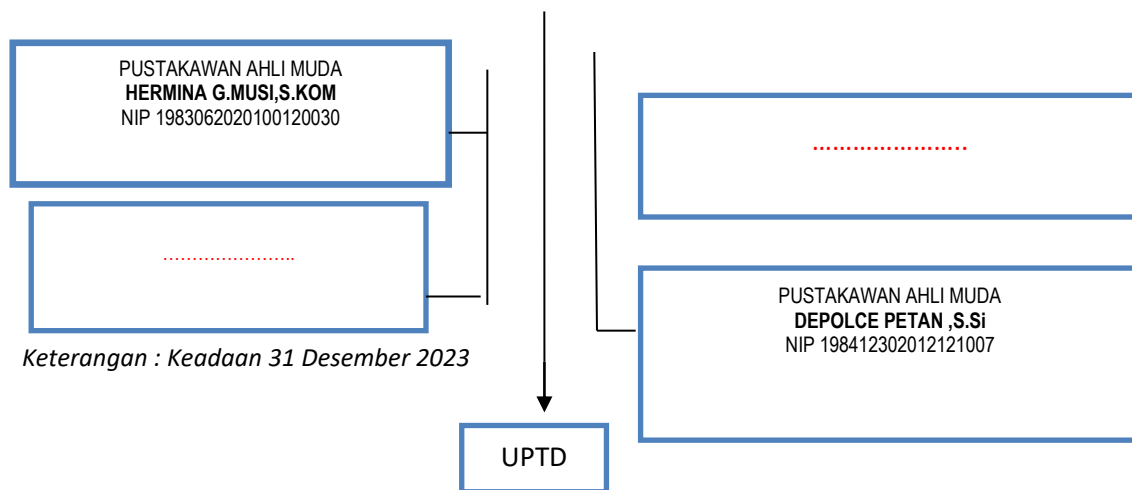 PUSTAKAWAN AHLI MUDA
HERMINA G.MUSI,S.KOM
NIP 1983062020100120030
…………………..
…………………..
PUSTAKAWAN AHLI MUDA
DEPOLCE PETAN ,S.Si
NIP 198412302012121007
Keterangan : Keadaan 31 Desember 2023
UPTD